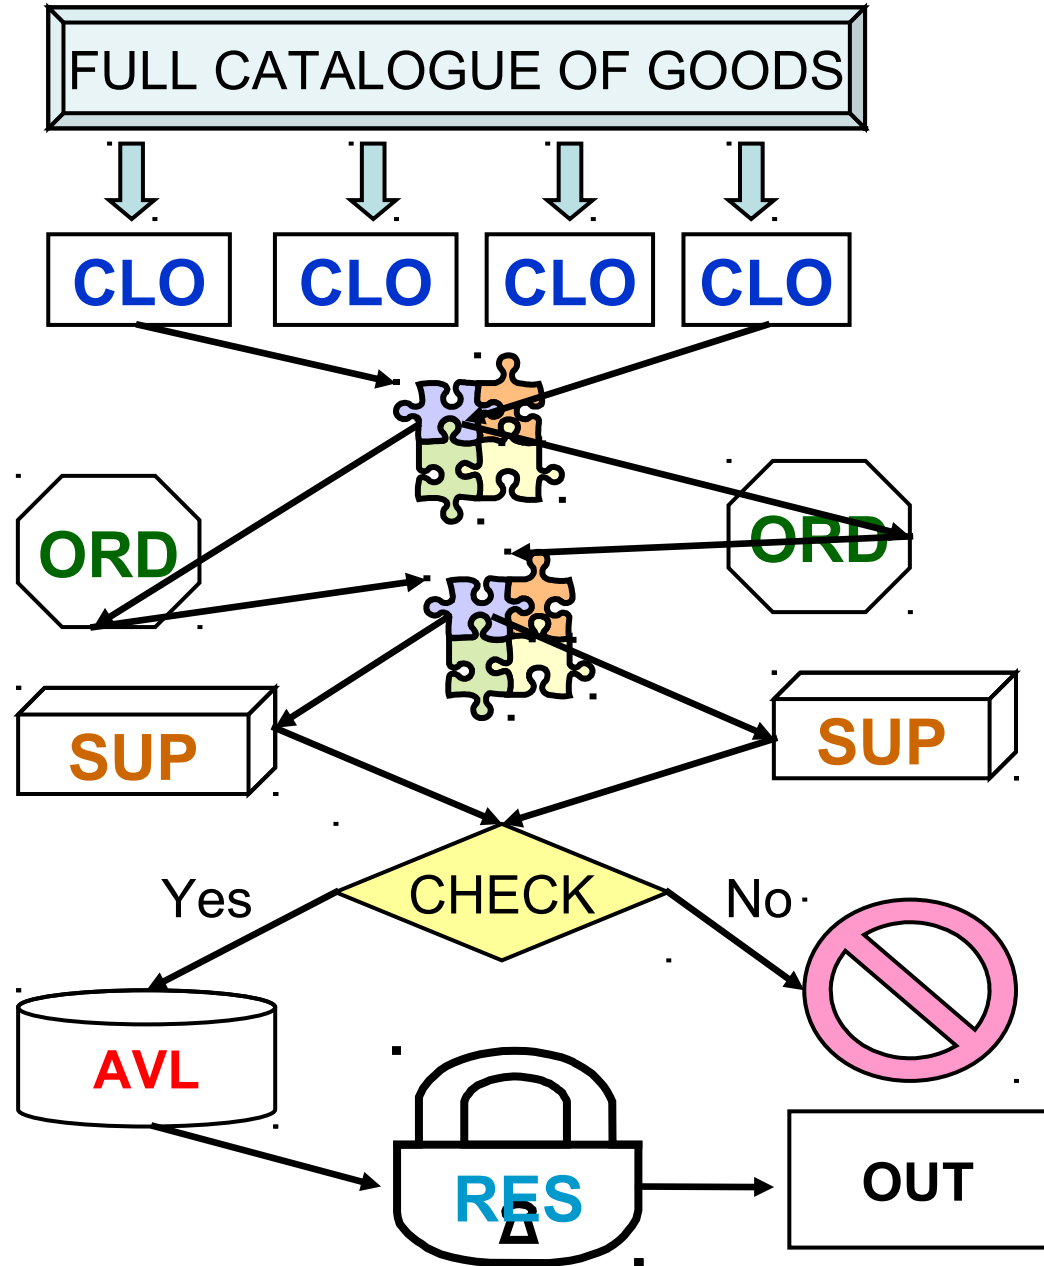 FULL CATALOGUE OF GOODS
CLO CLO CLO CLO
ORD ORD
SUP SUP
CHECK
Yes No
AVL
RES OUT